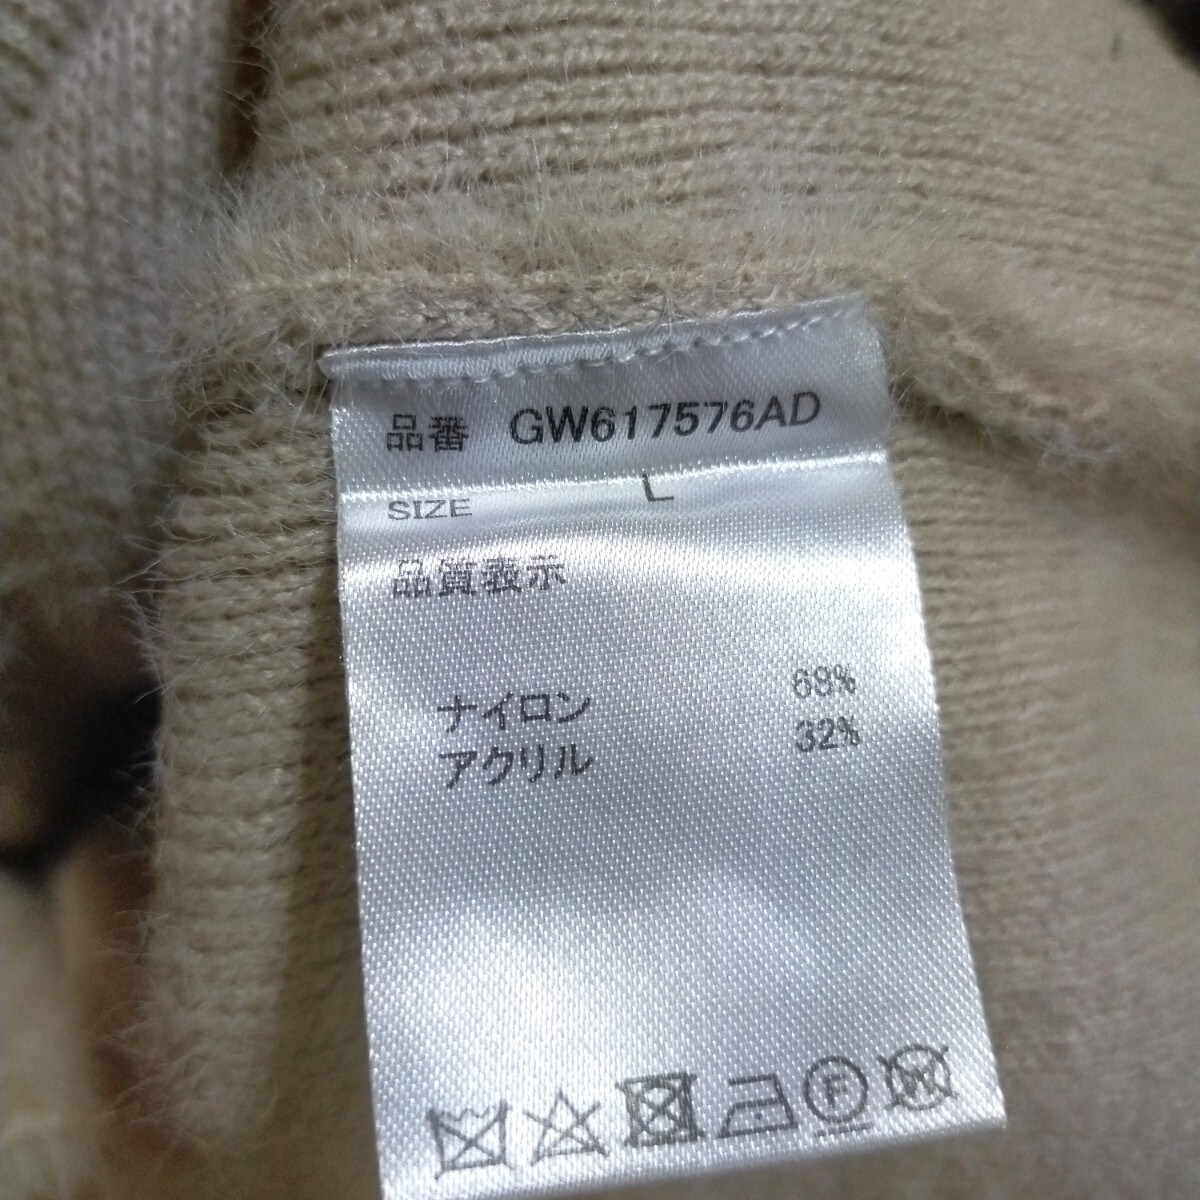 品番 GW617576AD
SIZE L
品質表示
ナイロン 68%
アクリル 32%
F
W